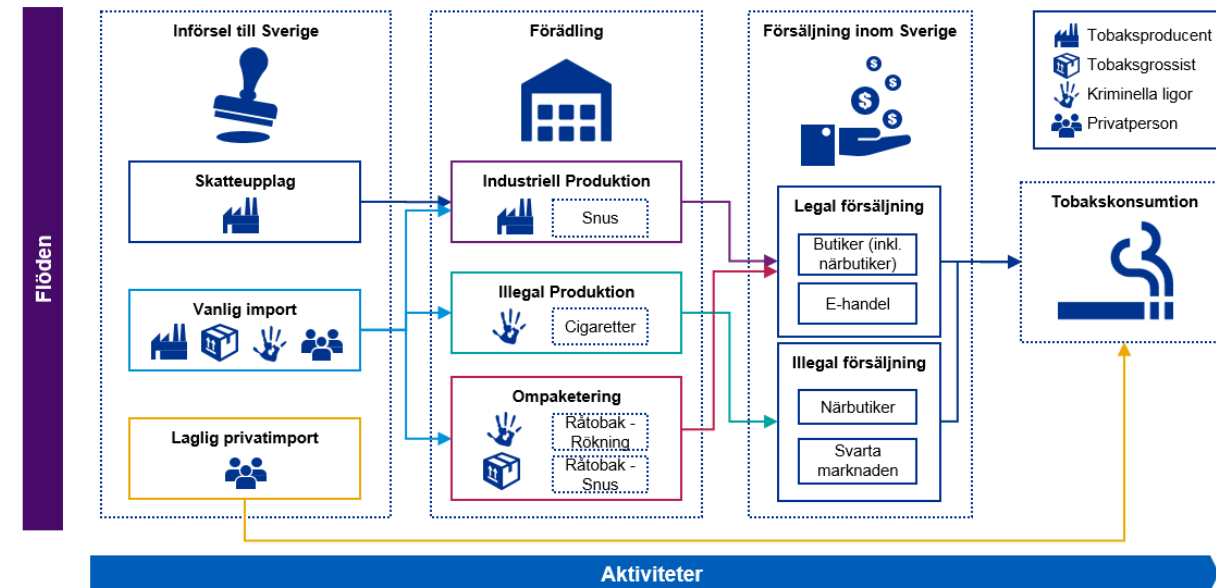 Flöden
Införsel till Sverige
Skatteupplag
Vanlig import
Laglig privatimport
Förädling
Industriell Produktion
Snus
Illegal Produktion
Cigaretter
Ompaketering
Råtobak -
Rökning
Råtobak -
Snus
Försäljning inom Sverige
Legal försäljning
Butiker (inkl.
närbutiker)
E-handel
Illegal försäljning
Närbutiker
Svarta
marknaden
Tobaksproducent
Tobaksgrossist
Kriminella ligor
Privatperson
Tobakskonsumtion
Aktiviteter